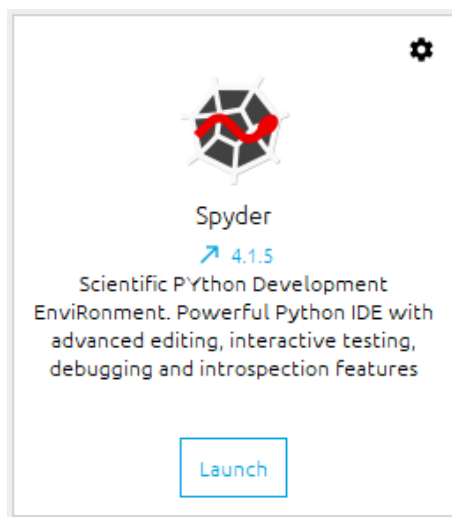 Spyder
4.1.5
Scientific PYthon Development
EnviRonment. Powerful Python IDE with
advanced editing, interactive testing,
debugging and introspection features
Launch